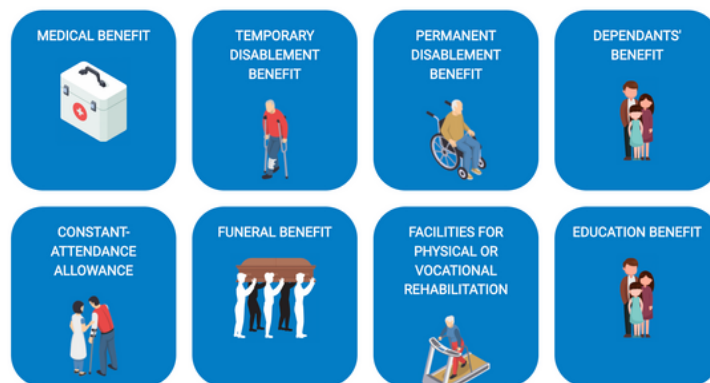 MEDICAL BENEFIT
TEMPORARY
DISABLEMENT
BENEFIT
PERMANENT
DISABLEMENT
BENEFIT
DEPENDANTS'
BENEFIT
CONSTANT-
ATTENDANCE
ALLOWANCE
FUNERAL BENEFIT
FACILITIES FOR
PHYSICAL OR
VOCATIONAL
REHABILITATION
EDUCATION BENEFIT